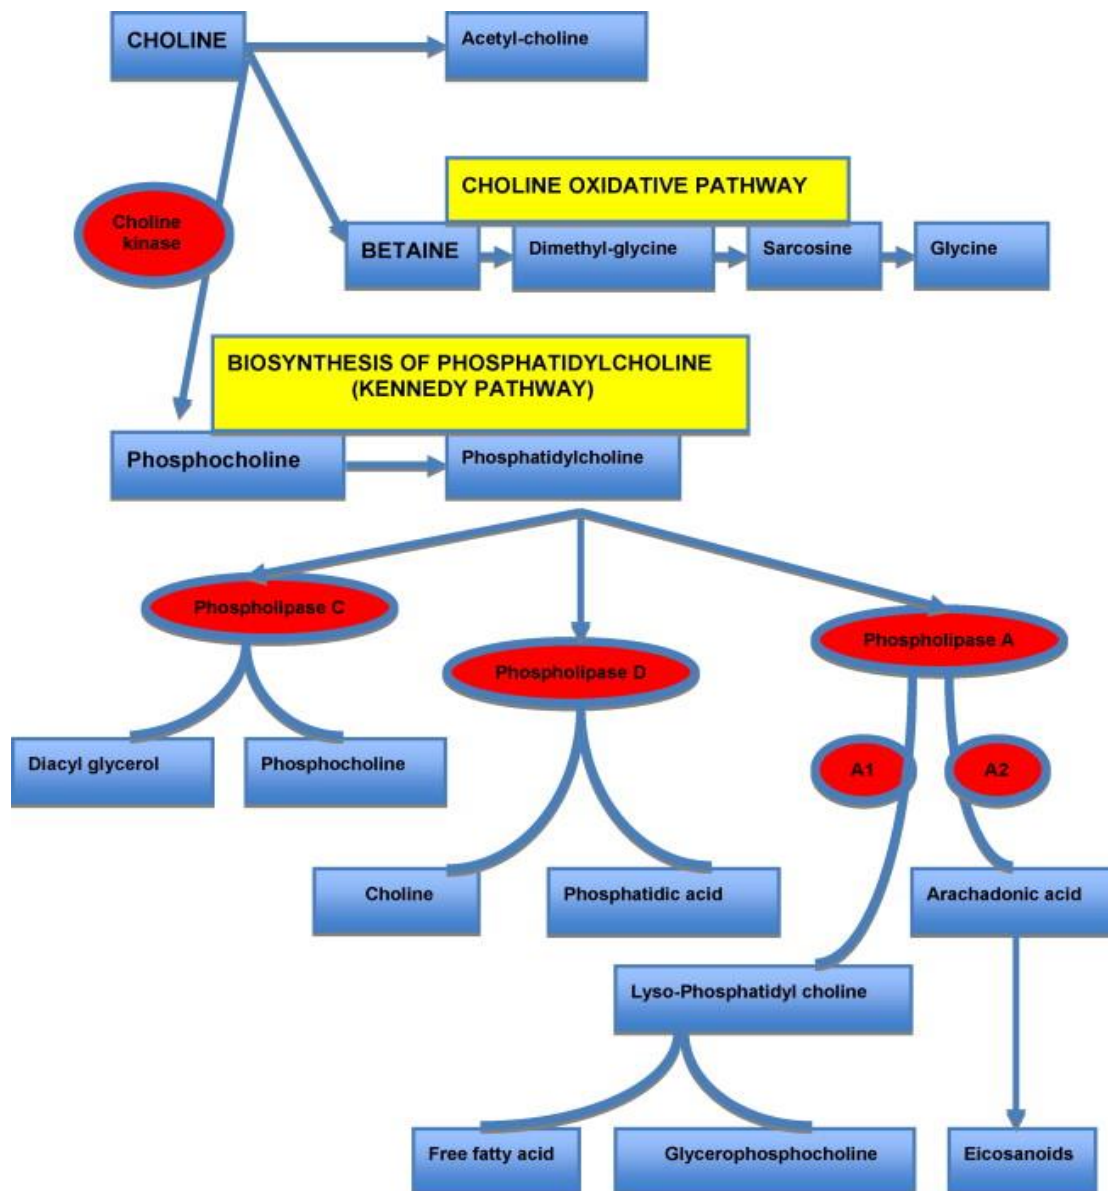 CHOLINE
Acetyl-choline
CHOLINE OXIDATIVE PATHWAY
Choline
kinase
BETAINE
Dimethyl-glycine
Sarcosine
Glycine
BIOSYNTHESIS OF PHOSPHATIDYLCHOLINE
(KENNEDY PATHWAY)
Phosphocholine
Phosphatidylcholine
Phospholipase C
Phospholipase D
Phospholipase A
Diacyl glycerol
Phosphocholine
A1
A2
Choline
Phosphatidic acid
Arachadonic acid
Lyso-Phosphatidyl choline
Free fatty acid
Glycerophosphocholine
Eicosanoids